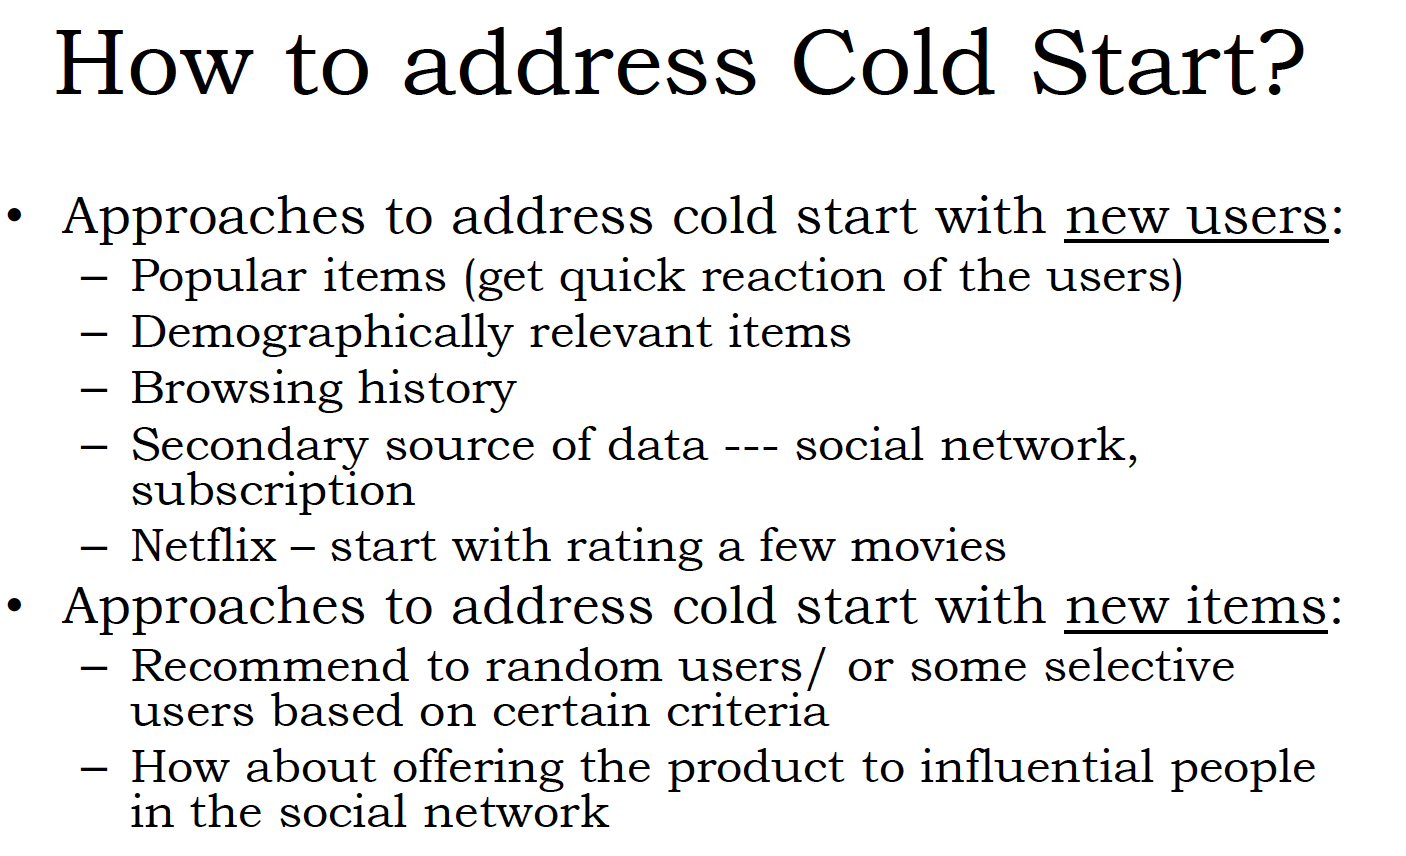 How to address Cold Start?
• Approaches to address cold start with new users:
– Popular items (get quick reaction of the users)
– Demographically relevant items
– Browsing history
– Secondary source of data --- social network,
subscription
– Netflix – start with rating a few movies
• Approaches to address cold start with new items:
– Recommend to random users/ or some selective
users based on certain criteria
– How about offering the product to influential people
in the social network